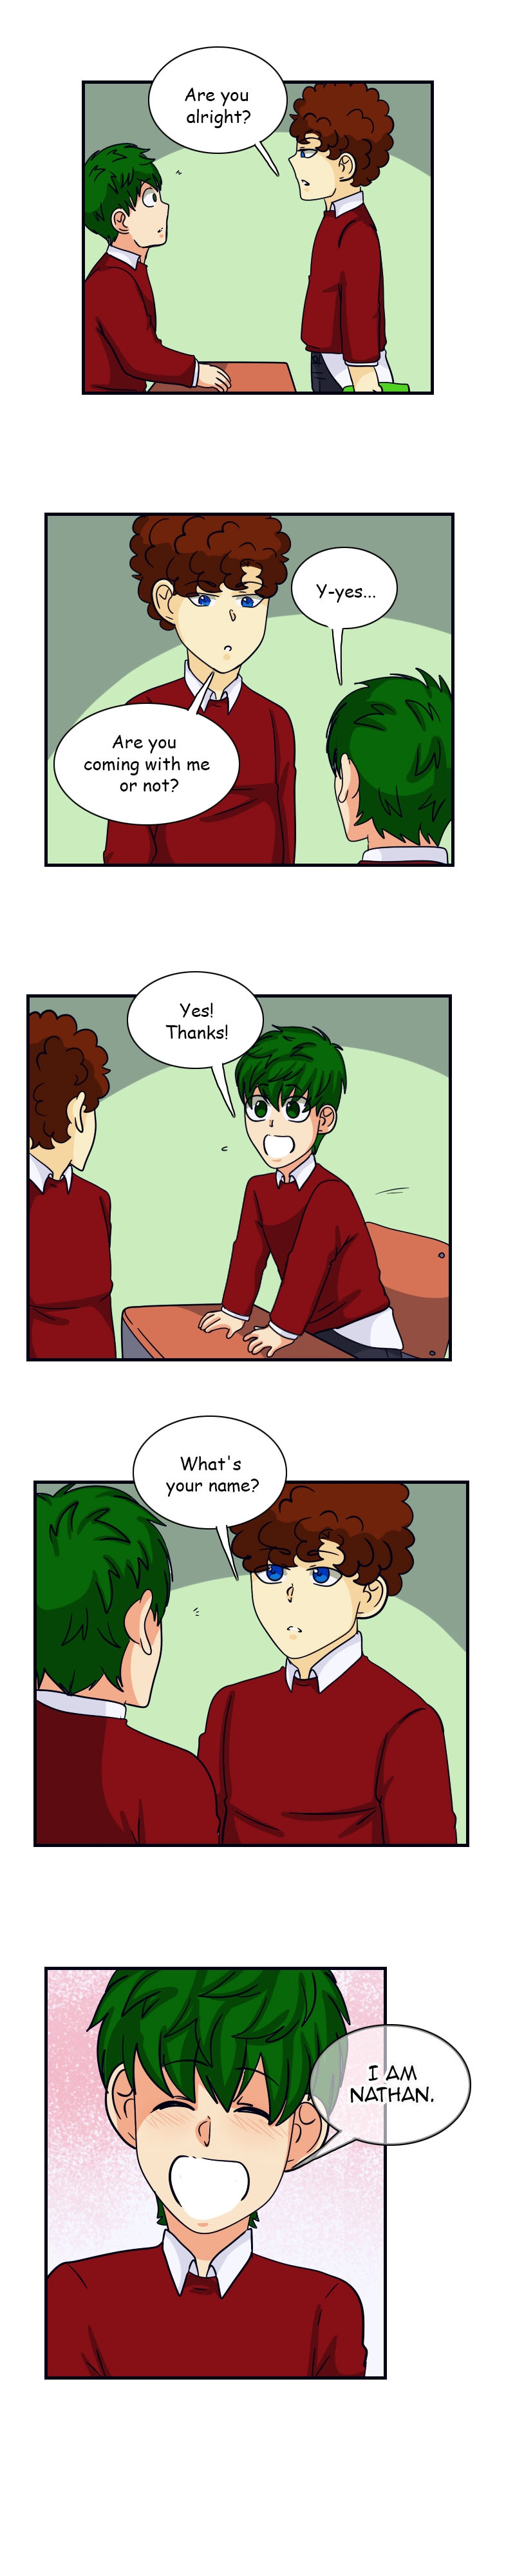 Are you
alright?
Y-yes...
Are you
coming with me
or not?
Yes!
Thanks!
What's
your name?
I AM
NATHAN.